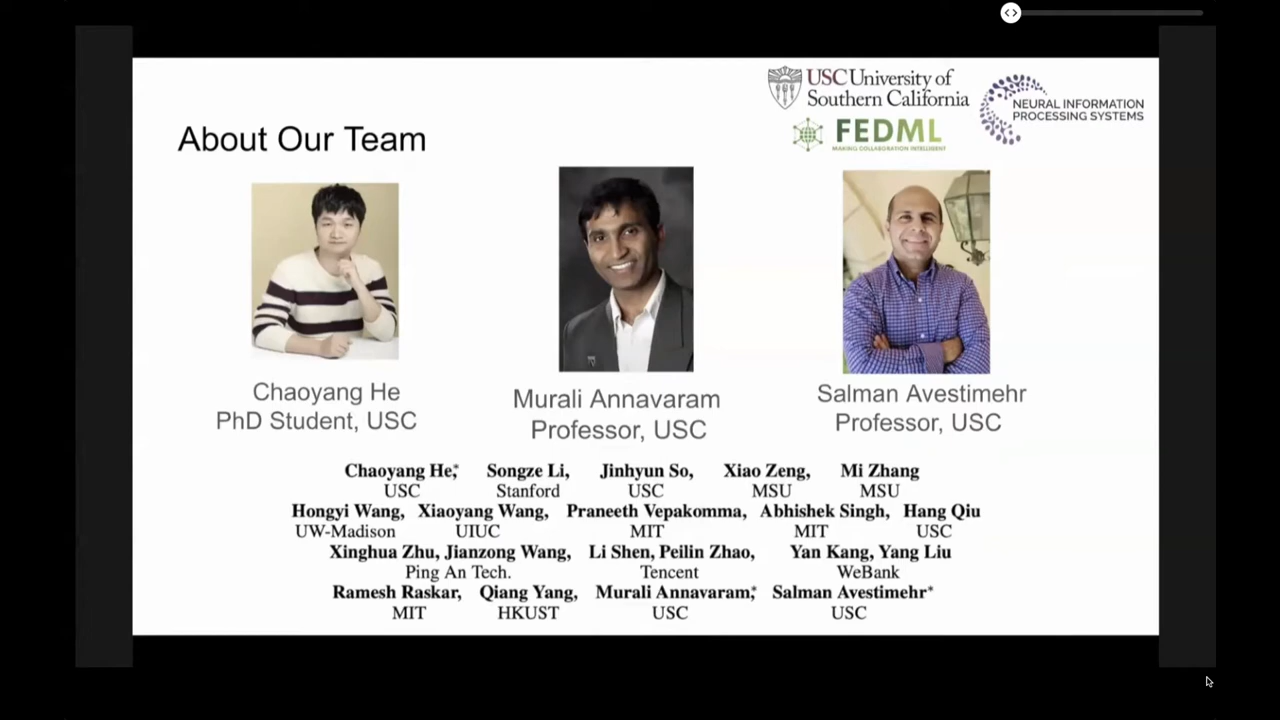 USC University of
Southern California
FEDML
MAKING COLLABORATION INTELLIGENT
NEURAL INFORMATION
PROCESSING SYSTEMS
About Our Team
Chaoyang He
PhD Student, USC
Murali Annavaram
Professor, USC
Salman Avestimehr
Professor, USC
Chaoyang He,* Songze Li, Jinhyun So, Xiao Zeng, Mi Zhang
USC Stanford USC MSU MSU
Hongyi Wang, Xiaoyang Wang, Praneeth Vepakomma, Abhishek Singh, Hang Qiu
UW-Madison UIUC MIT MIT USC
Xinghua Zhu, Jianzong Wang, Li Shen, Peilin Zhao, Yan Kang, Yang Liu
Ping An Tech. Tencent WeBank
Ramesh Raskar, Qiang Yang, Murali Annavaram,* Salman Avestimehr*
MIT HKUST USC USC